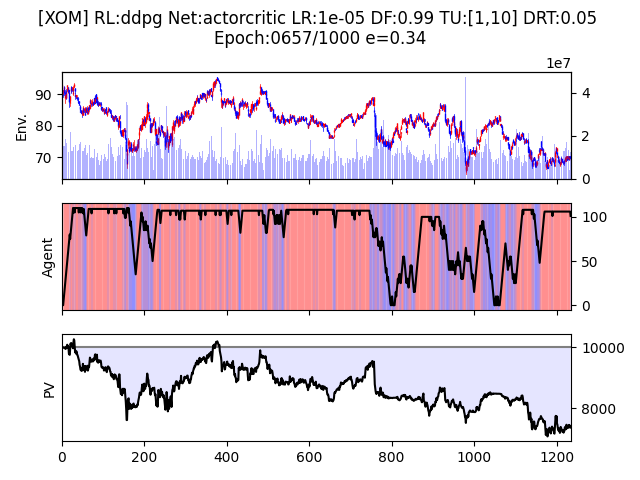 [XOM] RL:ddpg Net:actorcritic LR:1e-05 DF:0.99 TU:[1,10] DRT:0.05
Epoch:0657/1000 e=0.34
1e7
Env.
90
80
70
4
2
0
Agent
100
50
0
PV
10000
8000
0 200 400 600 800 1000 1200